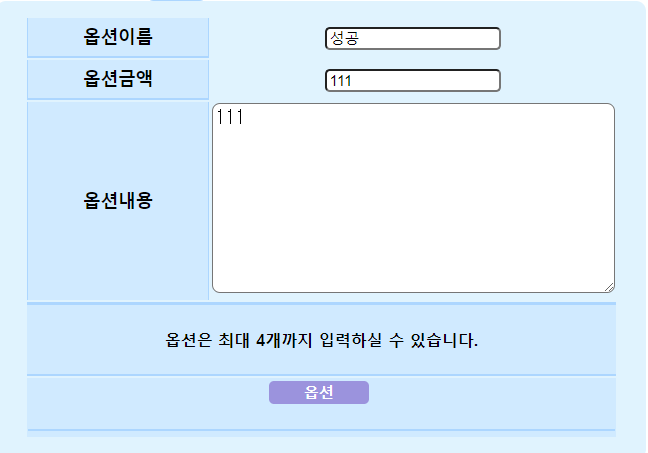 옵션이름 성공
옵션금액 111
옵션내용 111
옵션은 최대 4개까지 입력하실 수 있습니다.
옵션